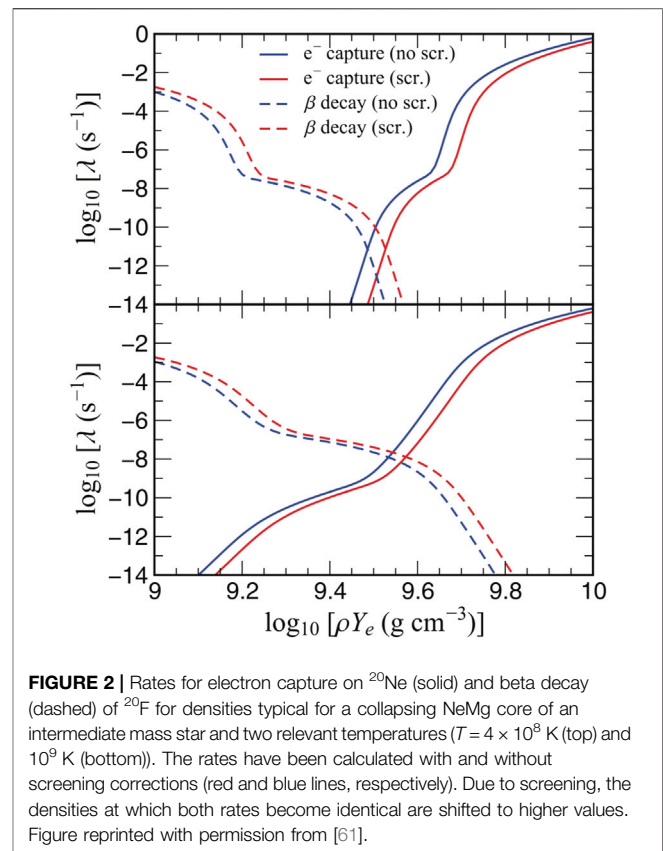 0
−2
−4
−6
−8
−10
−12
−14
log₁₀ [λ (s⁻¹)]
e⁻ capture (no scr.)
e⁻ capture (scr.)
β decay (no scr.)
β decay (scr.)
−2
−4
−6
−8
−10
−12
−14
log₁₀ [λ (s⁻¹)]
9 9.2 9.4 9.6 9.8 10
log₁₀ [ρYₑ (g cm⁻³)]
FIGURE 2 | Rates for electron capture on ²⁰Ne (solid) and beta decay
(dashed) of ²⁰F for densities typical for a collapsing NeMg core of an
intermediate mass star and two relevant temperatures (T = 4 × 10⁸ K (top) and
10⁹ K (bottom)). The rates have been calculated with and without
screening corrections (red and blue lines, respectively). Due to screening, the
densities at which both rates become identical are shifted to higher values.
Figure reprinted with permission from [61].